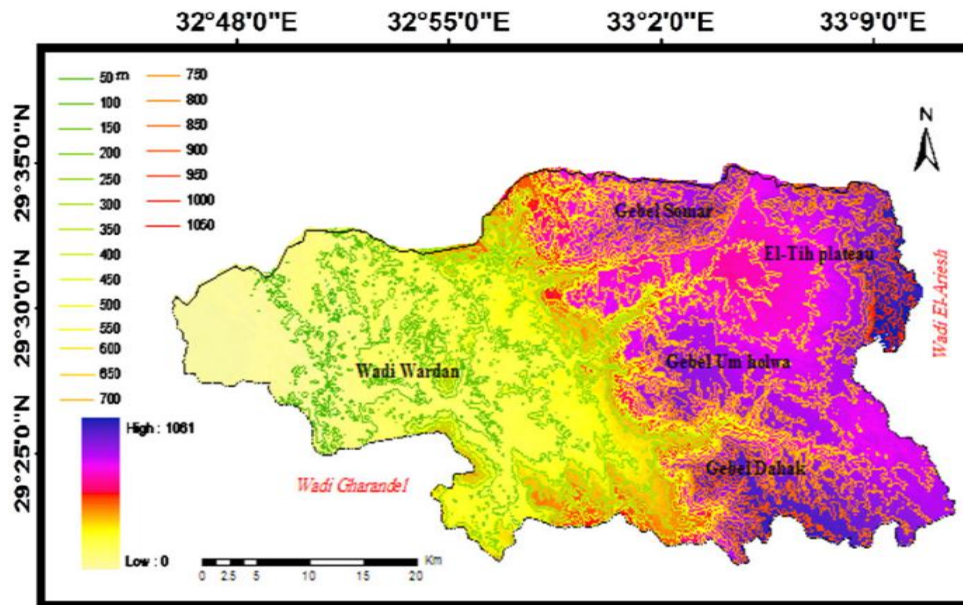 32°48'0"E 32°55'0"E 33°2'0"E 33°9'0"E
29°35'0"N
29°30'0"N
29°25'0"N
50 m
100
150
200
250
300
350
400
450
500
550
600
650
700
750
800
850
900
950
1000
1050
High : 1061
Low : 0
N
Gebel Somar
El-Tih plateau
Wadi El-Ariesh
Wadi Wardan
Gebel Um holwa
Gebel Dahak
Wadi Gharandel
Km
0 2.5 5 10 15 20